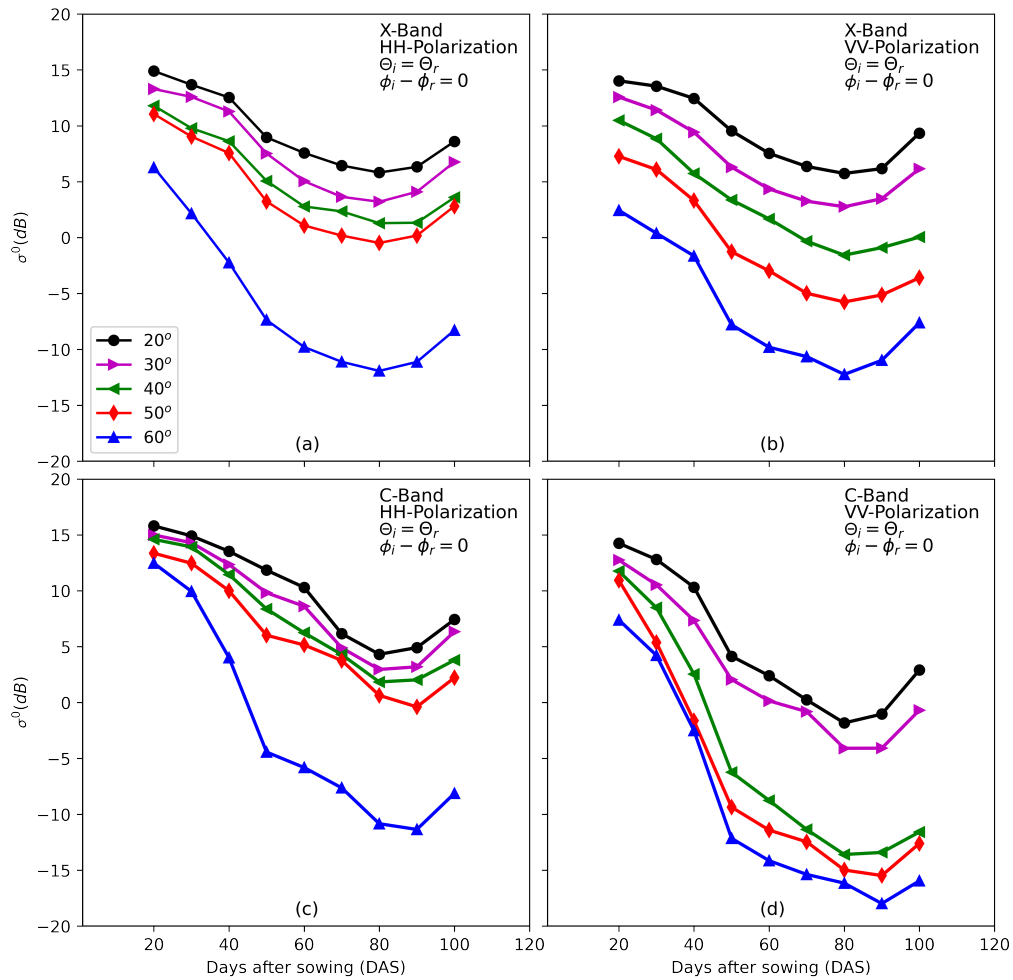 20
15
10
5
0
−5
−10
−15
−20
σ⁰(dB)
X-Band
HH-Polarization
Θᵢ = Θᵣ
ϕᵢ − ϕᵣ = 0
20ᵒ
30ᵒ
40ᵒ
50ᵒ
60ᵒ
(a)
X-Band
VV-Polarization
Θᵢ = Θᵣ
ϕᵢ − ϕᵣ = 0
(b)
20
15
10
5
0
−5
−10
−15
−20
σ⁰(dB)
C-Band
HH-Polarization
Θᵢ = Θᵣ
ϕᵢ − ϕᵣ = 0
(c)
20 40 60 80 100 120
Days after sowing (DAS)
C-Band
VV-Polarization
Θᵢ = Θᵣ
ϕᵢ − ϕᵣ = 0
(d)
20 40 60 80 100 120
Days after sowing (DAS)